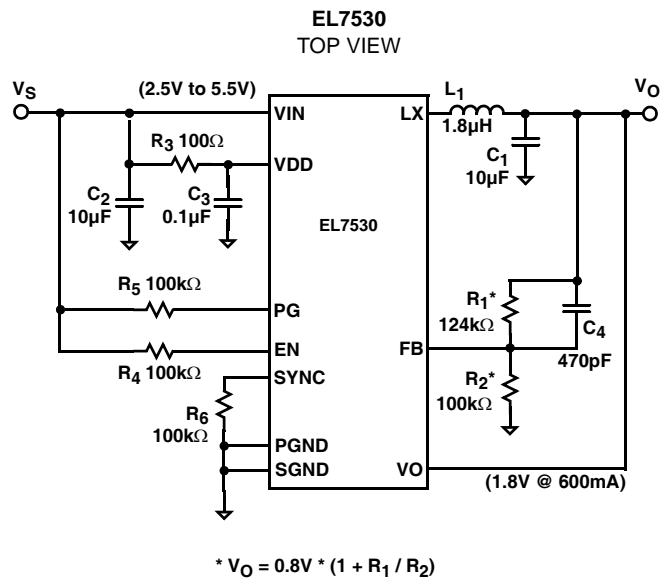 EL7530
TOP VIEW
VS
(2.5V to 5.5V)
VIN
LX
L1
1.8µH
VO
R3 100Ω
VDD
C1
10µF
C2
10µF
C3
0.1µF
EL7530
R5 100kΩ
PG
R1*
124kΩ
C4
470pF
EN
FB
R4 100kΩ
SYNC
R2*
100kΩ
R6
100kΩ
PGND
SGND
VO
(1.8V @ 600mA)
* VO = 0.8V * (1 + R1 / R2)